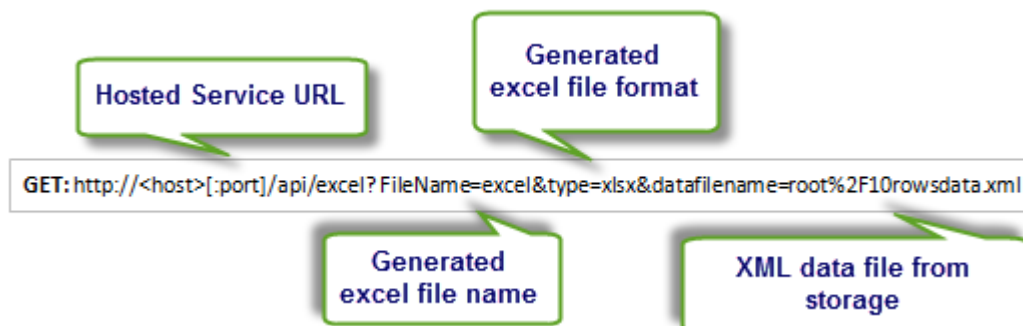 Generated
excel file format
Hosted Service URL
GET: http://<host>[:port]/api/excel? FileName=excel&type=xlsx&datafilename=root%2F10rowsdata.xml
Generated
excel file name
XML data file from
storage